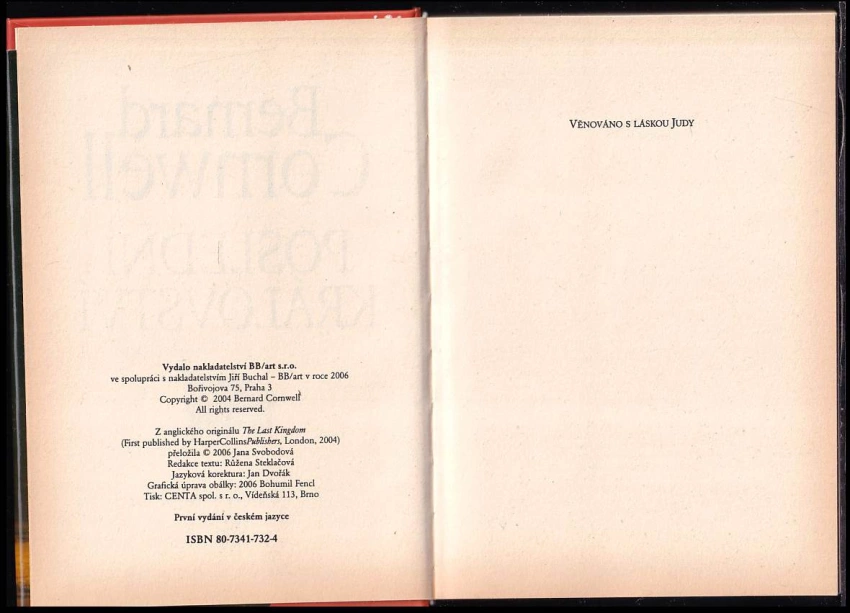 Vydalo nakladatelství BB/art s.r.o.
ve spolupráci s nakladatelstvím Jiří Buchal – BB/art v roce 2006
Bořivojova 75, Praha 3
Copyright © 2004 Bernard Cornwell
All rights reserved.
Z anglického originálu The Last Kingdom
(First published by HarperCollinsPublishers, London, 2004)
přeložila © 2006 Jana Svobodová
Redakce textu: Růžena Steklačová
Jazyková korektura: Jan Dvořák
Grafická úprava obálky: 2006 Bohumil Fencl
Tisk: CENTA spol. s r. o., Vídeňská 113, Brno
První vydání v českém jazyce
ISBN 80-7341-732-4
VĚNOVÁNO S LÁSKOU JUDY
Bernard
Cornwell
POSLEDNÍ
KRÁLOVSTVÍ